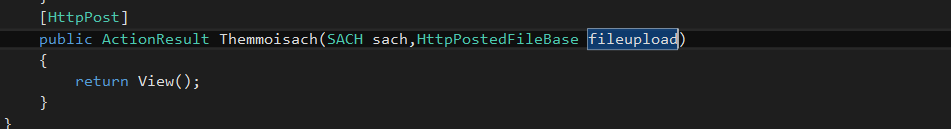 [HttpPost]
public ActionResult Themmoisach(SACH sach,HttpPostedFileBase fileupload)
{
return View();
}
}